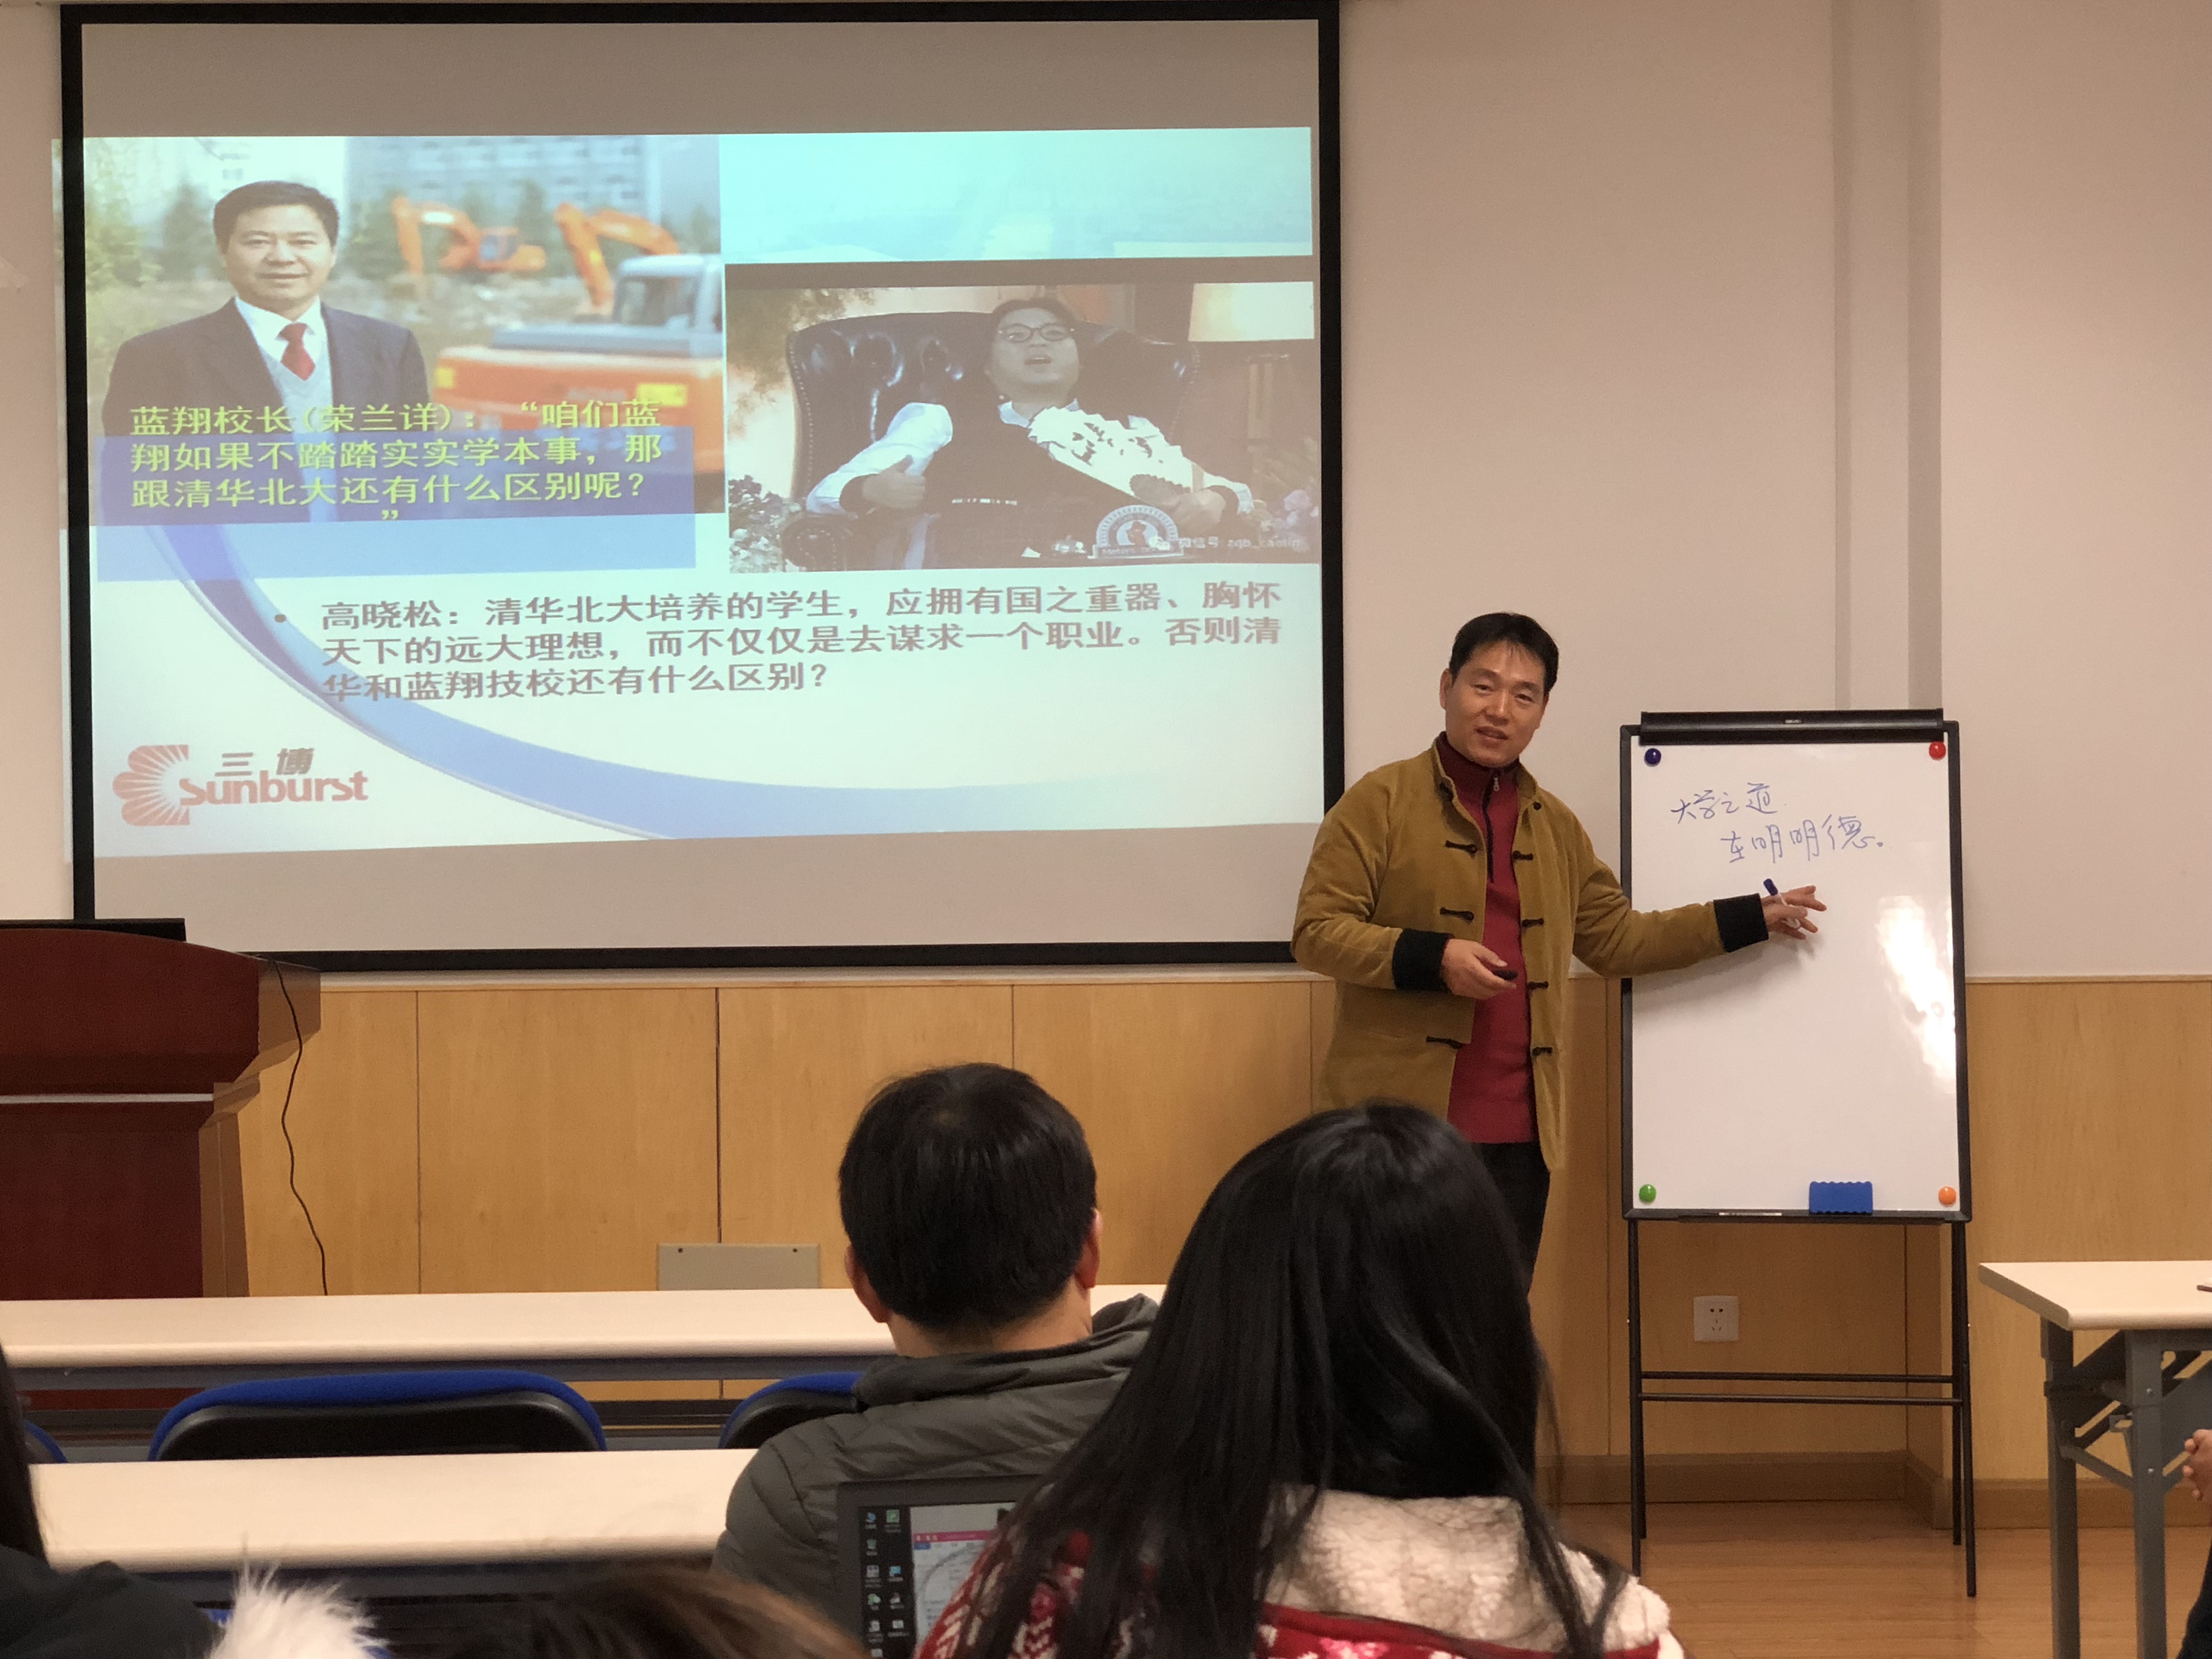 蓝翔校长(荣兰详)：“咱们蓝
翔如果不踏踏实实学本事，那
跟清华北大还有什么区别呢？
”
• 高晓松：清华北大培养的学生，应拥有国之重器、胸怀
天下的远大理想，而不仅仅是去谋求一个职业。否则清
华和蓝翔技校还有什么区别？
三博
Sunburst
大学之道
在明明德。